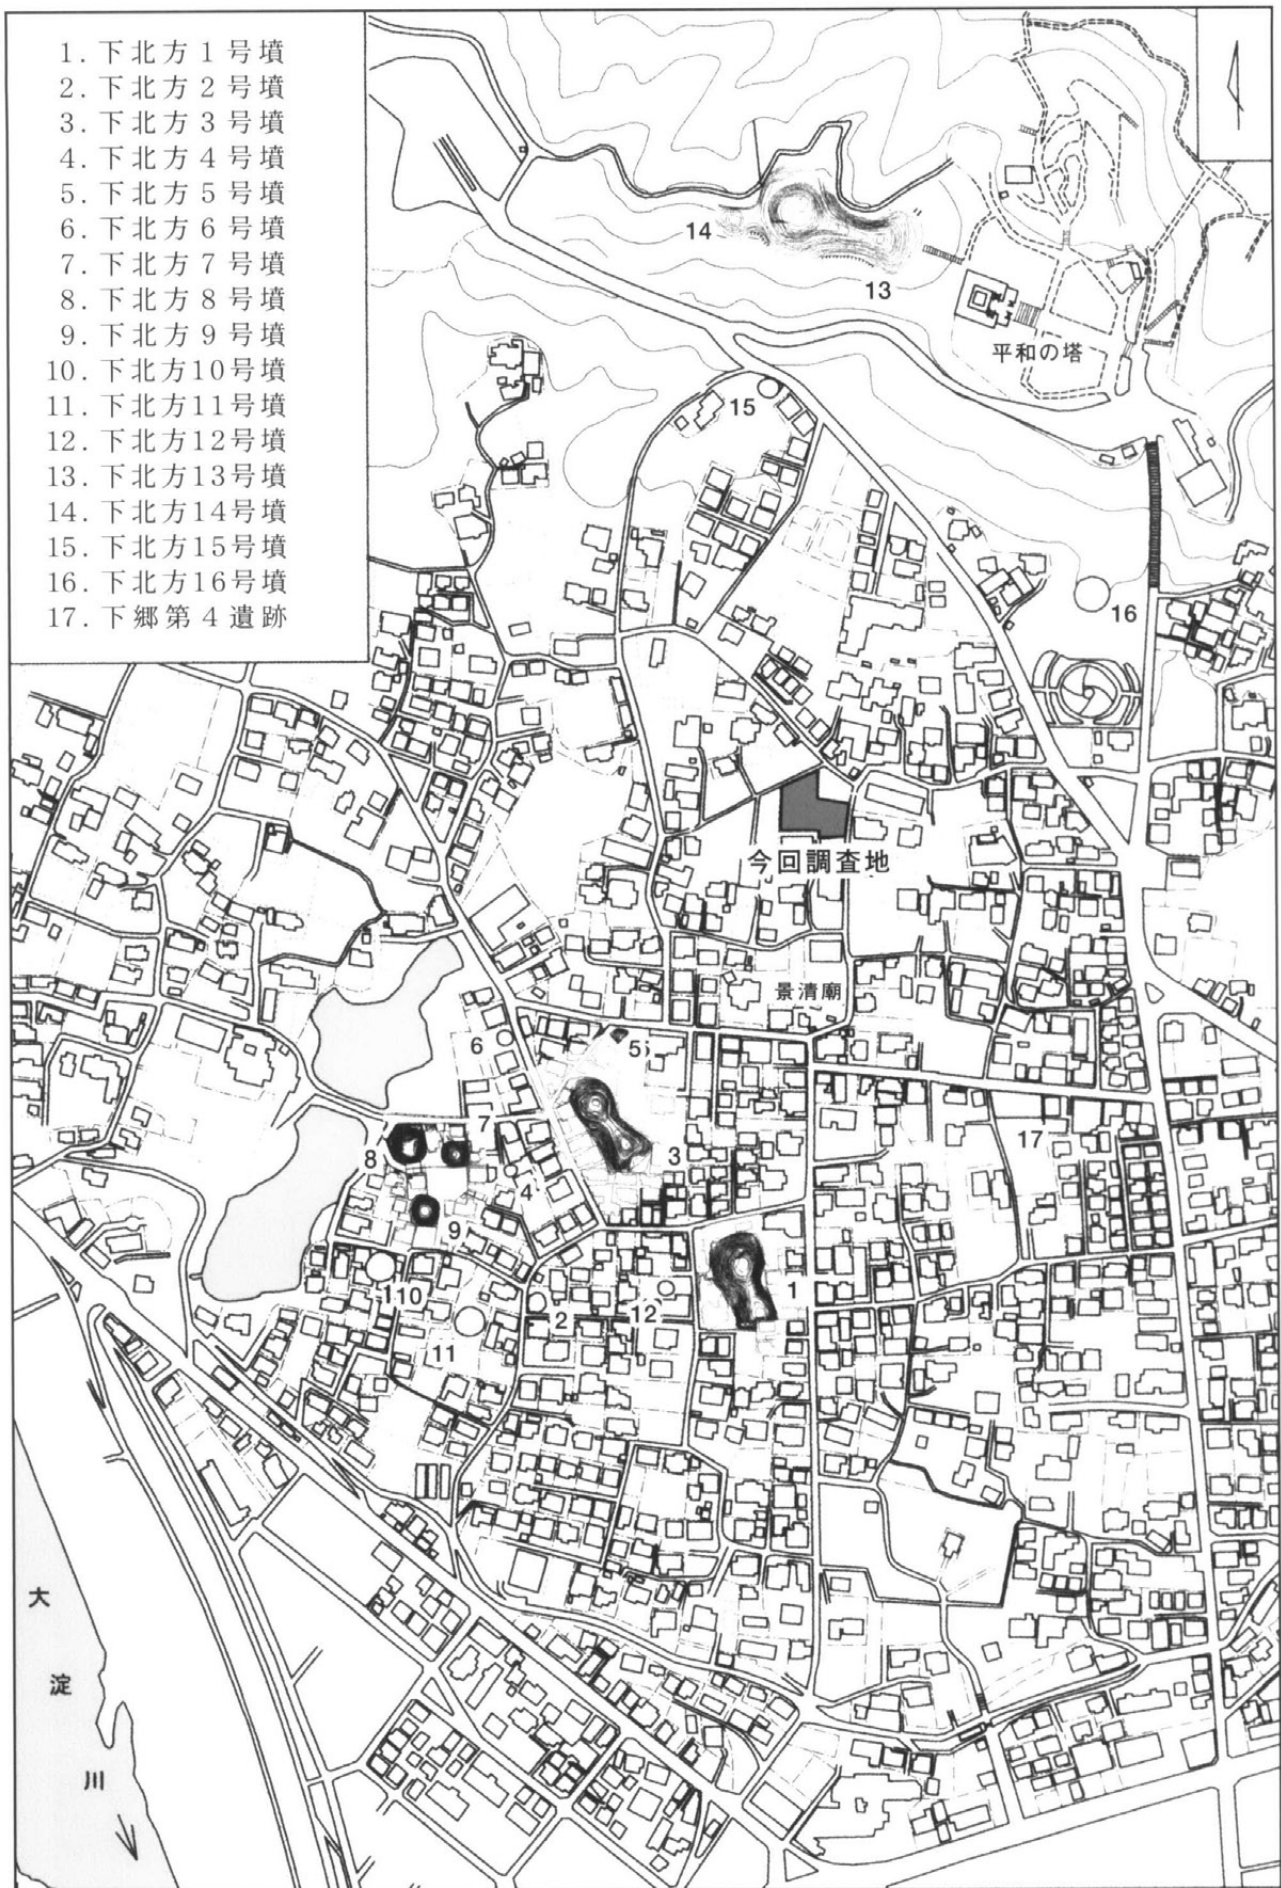 1. 下北方1号墳
2. 下北方2号墳
3. 下北方3号墳
4. 下北方4号墳
5. 下北方5号墳
6. 下北方6号墳
7. 下北方7号墳
8. 下北方8号墳
9. 下北方9号墳
10. 下北方10号墳
11. 下北方11号墳
12. 下北方12号墳
13. 下北方13号墳
14. 下北方14号墳
15. 下北方15号墳
16. 下北方16号墳
17. 下郷第4遺跡
14
13
平和の塔
15
16
今回調査地
景清廟
6
5
7
17
8
3
4
9
10
1
2
12
11
大淀川